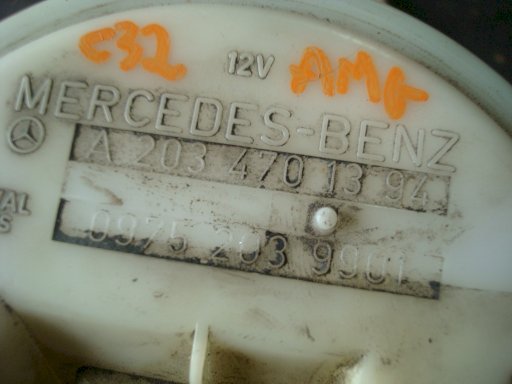 C32 12V AMG
MERCEDES-BENZ
A 203 470 13 94
0975 203 9901